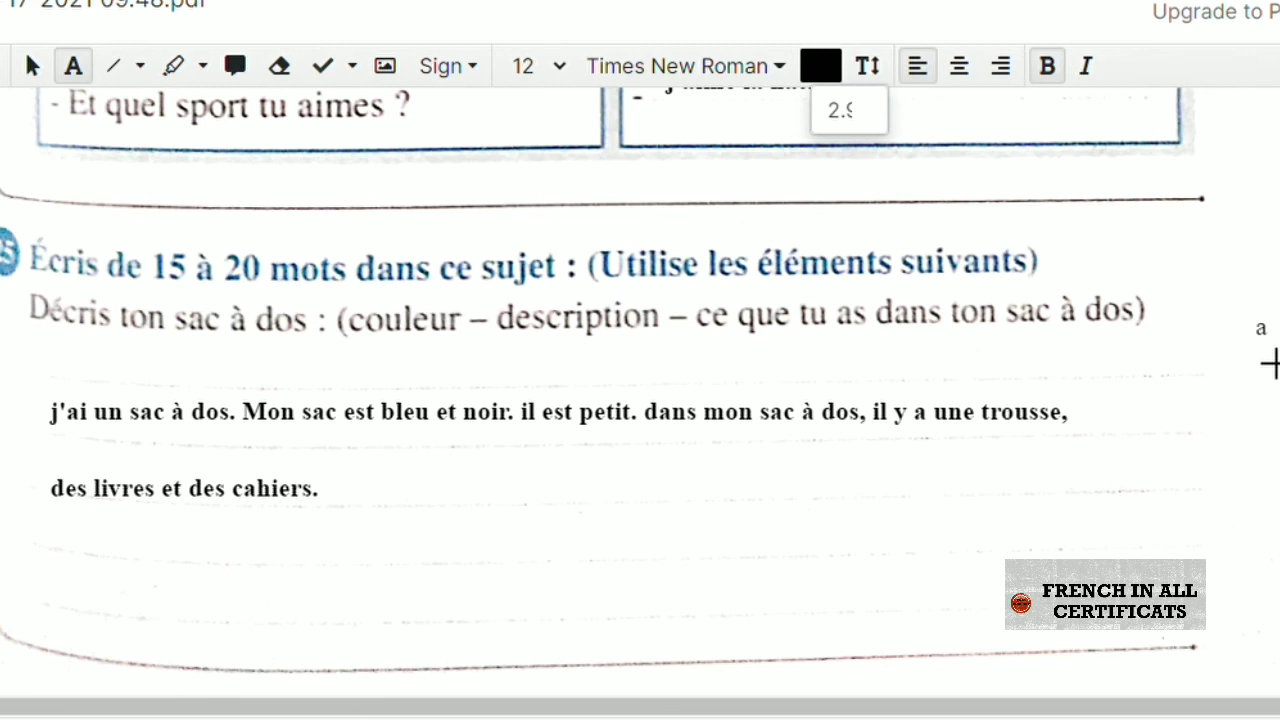 Upgrade to P
Sign
12
Times New Roman
B I
- Et quel sport tu aimes ?
-
2.9
Écris de 15 à 20 mots dans ce sujet : (Utilise les éléments suivants)
Décris ton sac à dos : (couleur – description – ce que tu as dans ton sac à dos)
a
j'ai un sac à dos. Mon sac est bleu et noir. il est petit. dans mon sac à dos, il y a une trousse,
des livres et des cahiers.
FRENCH IN ALL
CERTIFICATS